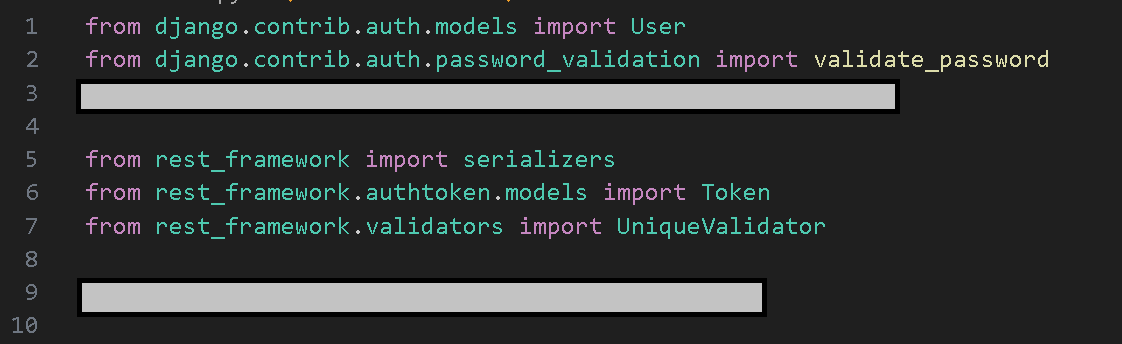 1 from django.contrib.auth.models import User
2 from django.contrib.auth.password_validation import validate_password
3
4
5 from rest_framework import serializers
6 from rest_framework.authtoken.models import Token
7 from rest_framework.validators import UniqueValidator
8
9
10